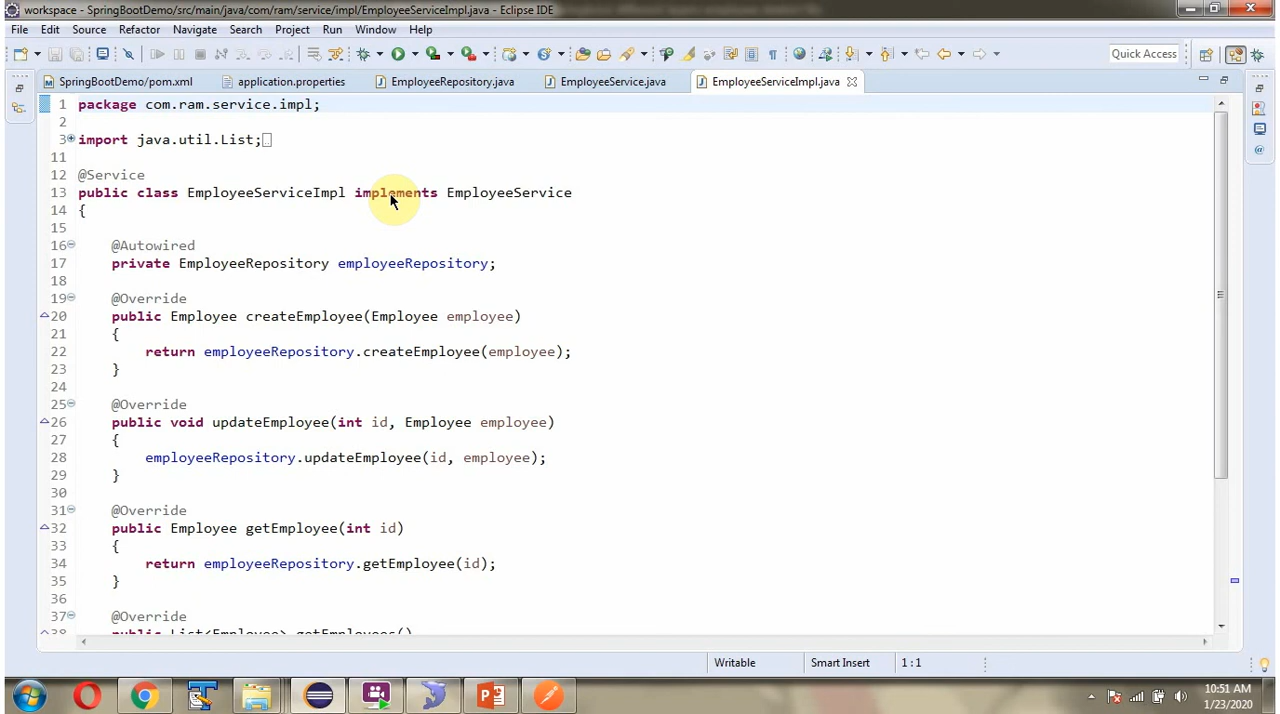 workspace - SpringBootDemo/src/main/java/com/ram/service/impl/EmployeeServiceImpl.java - Eclipse IDE
File Edit Source Refactor Navigate Search Project Run Window Help
Quick Access
SpringBootDemo/pom.xml application.properties EmployeeRepository.java EmployeeService.java EmployeeServiceImpl.java
1 package com.ram.service.impl;
2
3 import java.util.List;
11
12 @Service
13 public class EmployeeServiceImpl implements EmployeeService
14 {
15
16 @Autowired
17 private EmployeeRepository employeeRepository;
18
19 @Override
20 public Employee createEmployee(Employee employee)
21 {
22 return employeeRepository.createEmployee(employee);
23 }
24
25 @Override
26 public void updateEmployee(int id, Employee employee)
27 {
28 employeeRepository.updateEmployee(id, employee);
29 }
30
31 @Override
32 public Employee getEmployee(int id)
33 {
34 return employeeRepository.getEmployee(id);
35 }
36
37 @Override
38 public List<Employee> getEmployees()
Writable Smart Insert 1 : 1
10:51 AM
1/23/2020